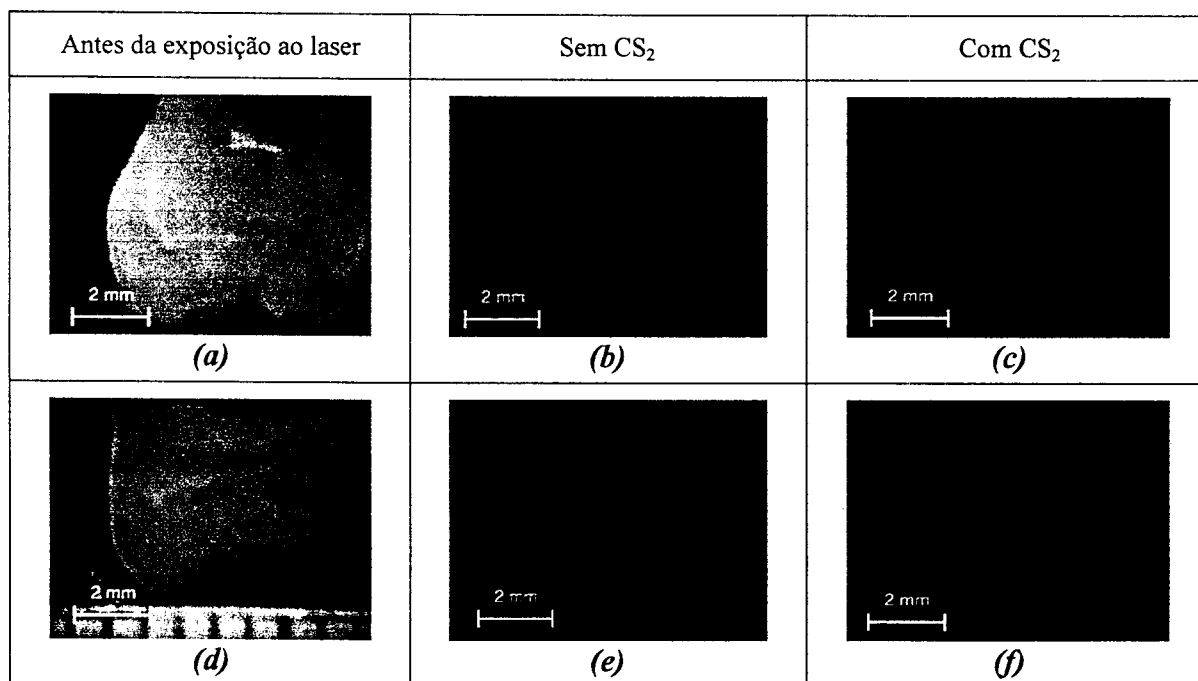 Antes da exposição ao laser
Sem CS₂
Com CS₂
2 mm
2 mm
2 mm
(a)
(b)
(c)
2 mm
2 mm
2 mm
(d)
(e)
(f)